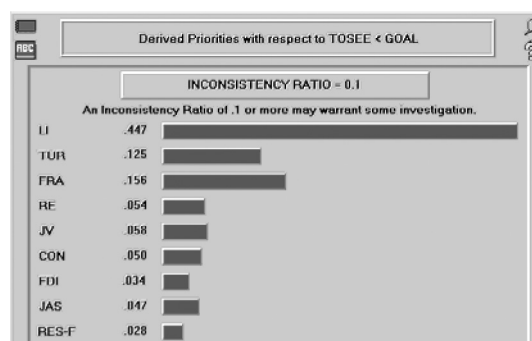 ABC
Derived Priorities with respect to TOSEE < GOAL
INCONSISTENCY RATIO = 0.1
An Inconsistency Ratio of .1 or more may warrant some investigation.
LI .447
TUR .125
FRA .156
RE .054
JV .058
CON .050
FDI .034
JAS .047
RES-F .028